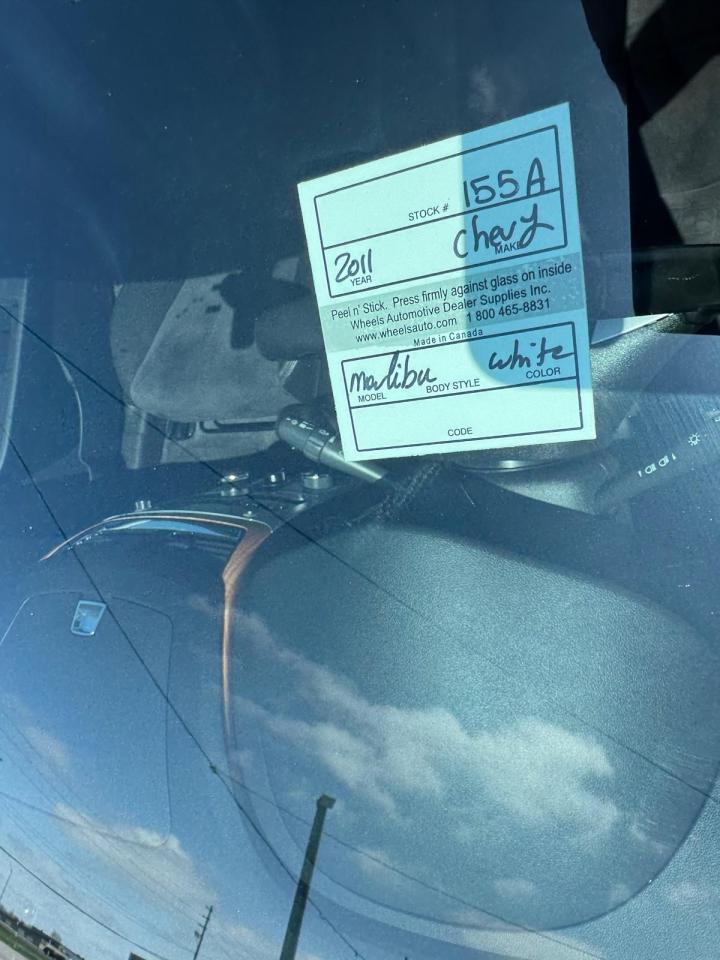 STOCK # 155A
2011 Chevy
YEAR MAKE
Peel n' Stick. Press firmly against glass on inside
Wheels Automotive Dealer Supplies Inc.
www.wheelsauto.com 1 800 465-8831
Made in Canada
malibu white
MODEL BODY STYLE COLOR
CODE